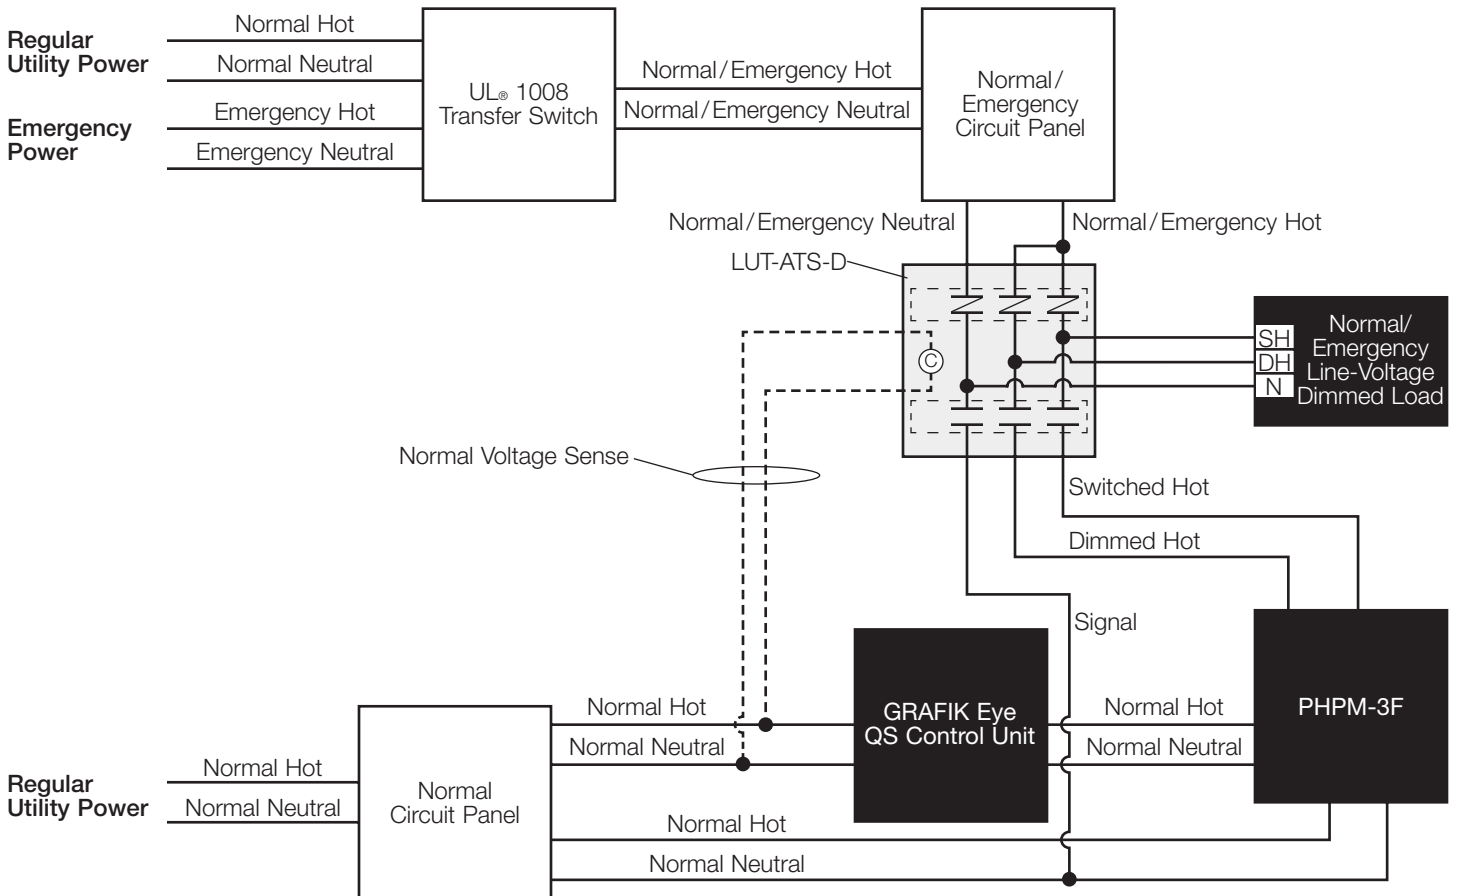 Regular
Utility Power
Normal Hot
Normal Neutral
Emergency
Power
Emergency Hot
Emergency Neutral
UL® 1008
Transfer Switch
Normal/Emergency Hot
Normal/Emergency Neutral
Normal/
Emergency
Circuit Panel
Normal/Emergency Neutral
Normal/Emergency Hot
LUT-ATS-D
C
SH
DH
N
Normal/
Emergency
Line-Voltage
Dimmed Load
Normal Voltage Sense
Switched Hot
Dimmed Hot
Signal
Normal Hot
Normal Neutral
GRAFIK Eye
QS Control Unit
Normal Hot
Normal Neutral
PHPM-3F
Regular
Utility Power
Normal Hot
Normal Neutral
Normal
Circuit Panel
Normal Hot
Normal Neutral